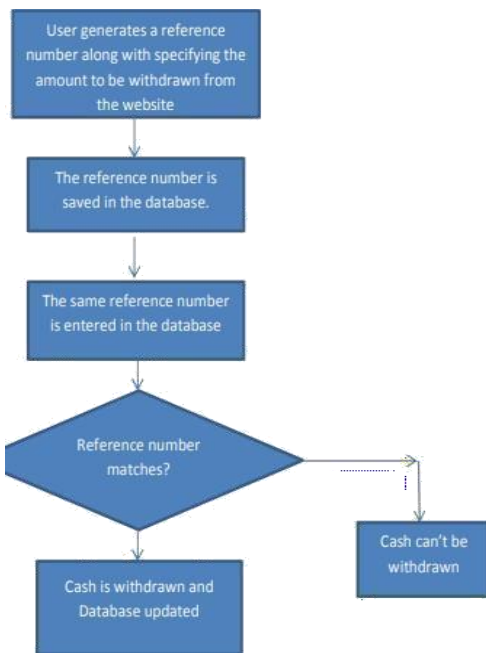 User generates a reference
number along with specifying the
amount to be withdrawn from
the website
The reference number is
saved in the database.
The same reference number
is entered in the database
Reference number
matches?
Cash can't be
withdrawn
Cash is withdrawn and
Database updated